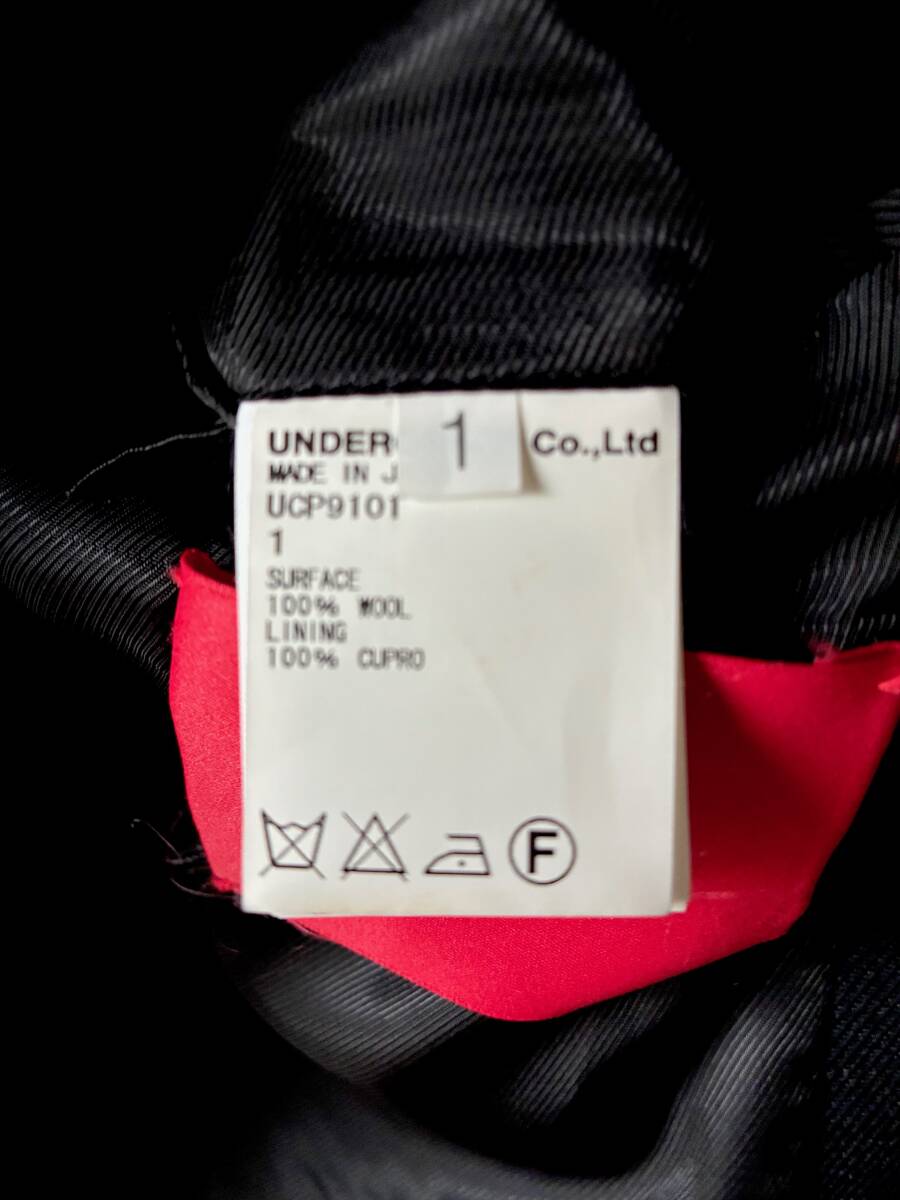 UNDER 1 Co.,Ltd
MADE IN J
UCP9101
1
SURFACE
100% WOOL
LINING
100% CUPRO
F